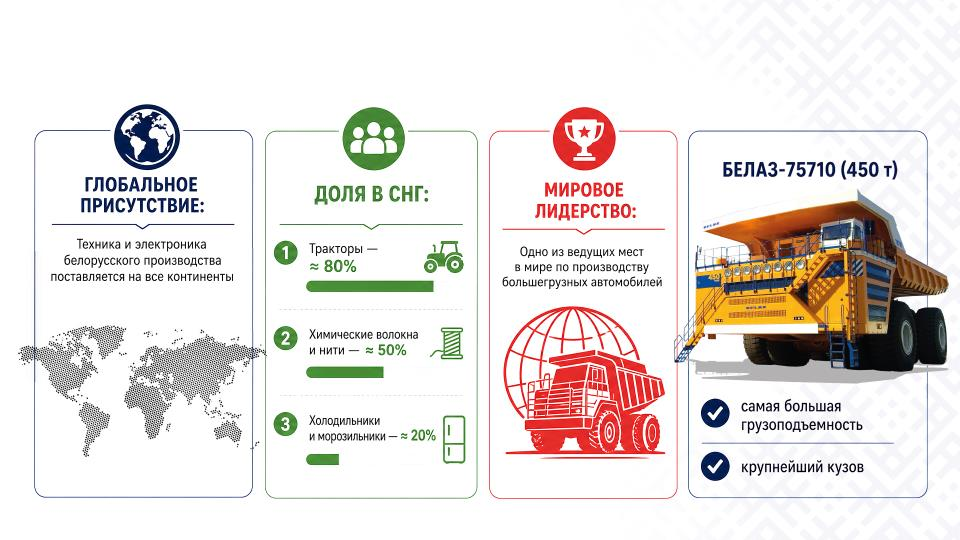 ГЛОБАЛЬНОЕ
ПРИСУТСТВИЕ:
Техника и электроника
белорусского производства
поставляется на все континенты
ДОЛЯ В СНГ:
1
Тракторы —
≈ 80%
2
Химические волокна
и нити — ≈ 50%
3
Холодильники
и морозильники — ≈ 20%
МИРОВОЕ
ЛИДЕРСТВО:
Одно из ведущих мест
в мире по производству
большегрузных автомобилей
БЕЛАЗ-75710 (450 т)
самая большая
грузоподъемность
крупнейший кузов